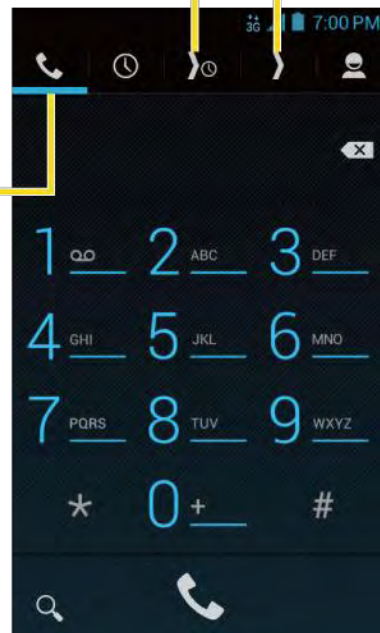 3G 7:00 PM
1 2 ABC 3 DEF
4 GHI 5 JKL 6 MNO
7 PQRS 8 TUV 9 WXYZ
* 0 + #